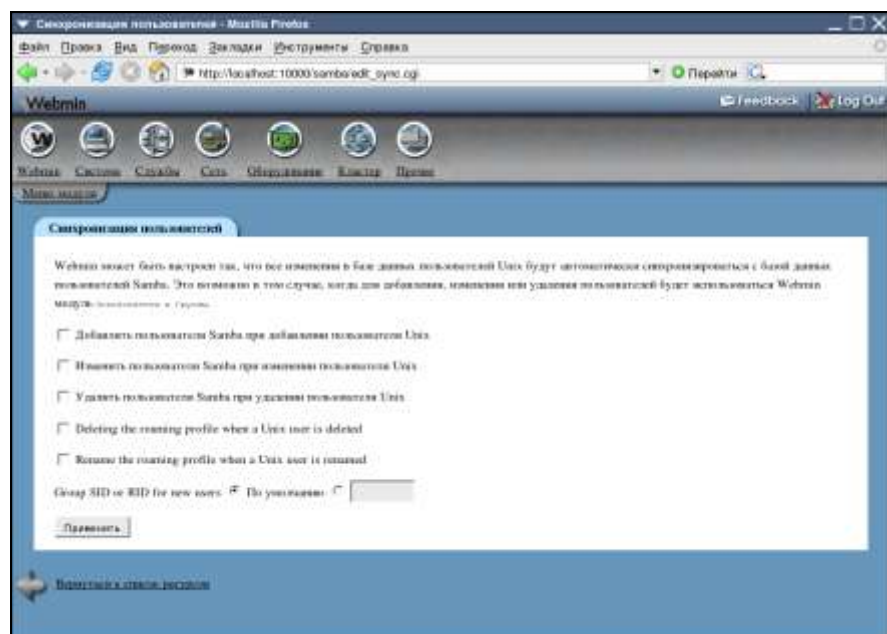 Синхронизация пользователей - Mozilla Firefox
Файл Правка Вид Переход Закладки Инструменты Справка
http://localhost:10000/samba/edit_sync.cgi Перейти
Webmin Feedback Log Out
Webmin Система Службы Сеть Оборудование Кластер Прочее
Меню модуля
Синхронизация пользователей
Webmin может быть настроен так, что все изменения в базе данных пользователей Unix будут автоматически синхронизироваться с базой данных
пользователей Samba. Это возможно в том случае, когда для добавления, изменения или удаления пользователей будет использоваться Webmin
модуль Пользователи и Группы.
Добавлять пользователя Samba при добавлении пользователя Unix
Изменять пользователя Samba при изменении пользователя Unix
Удалять пользователя Samba при удалении пользователя Unix
Deleting the roaming profile when a Unix user is deleted
Rename the roaming profile when a Unix user is renamed
Group SID or RID for new users По умолчанию
Применить
Вернуться к списку ресурсов